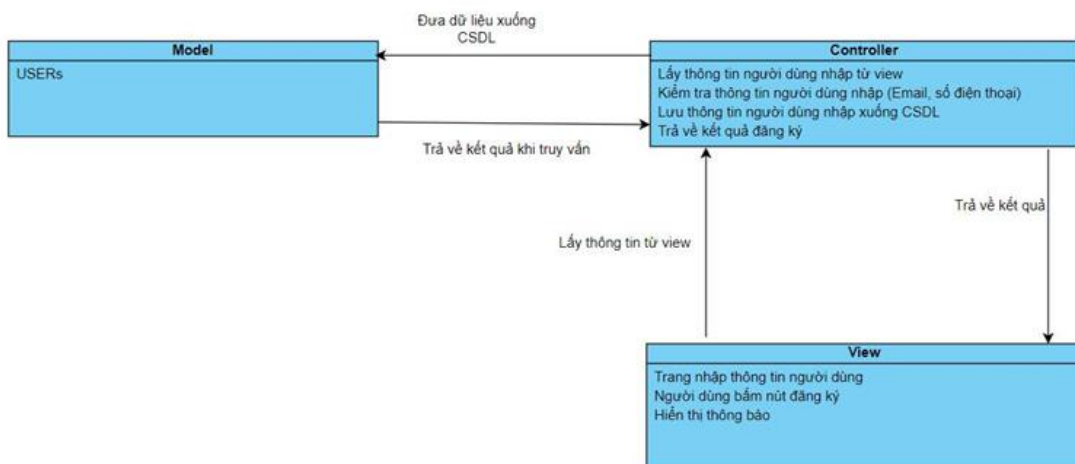 Đưa dữ liệu xuống
CSDL
Model
USERs
Controller
Lấy thông tin người dùng nhập từ view
Kiểm tra thông tin người dùng nhập (Email, số điện thoại)
Lưu thông tin người dùng nhập xuống CSDL
Trả về kết quả đăng ký
Trả về kết quả khi truy vấn
Trả về kết quả
Lấy thông tin từ view
View
Trang nhập thông tin người dùng
Người dùng bấm nút đăng ký
Hiển thị thông báo